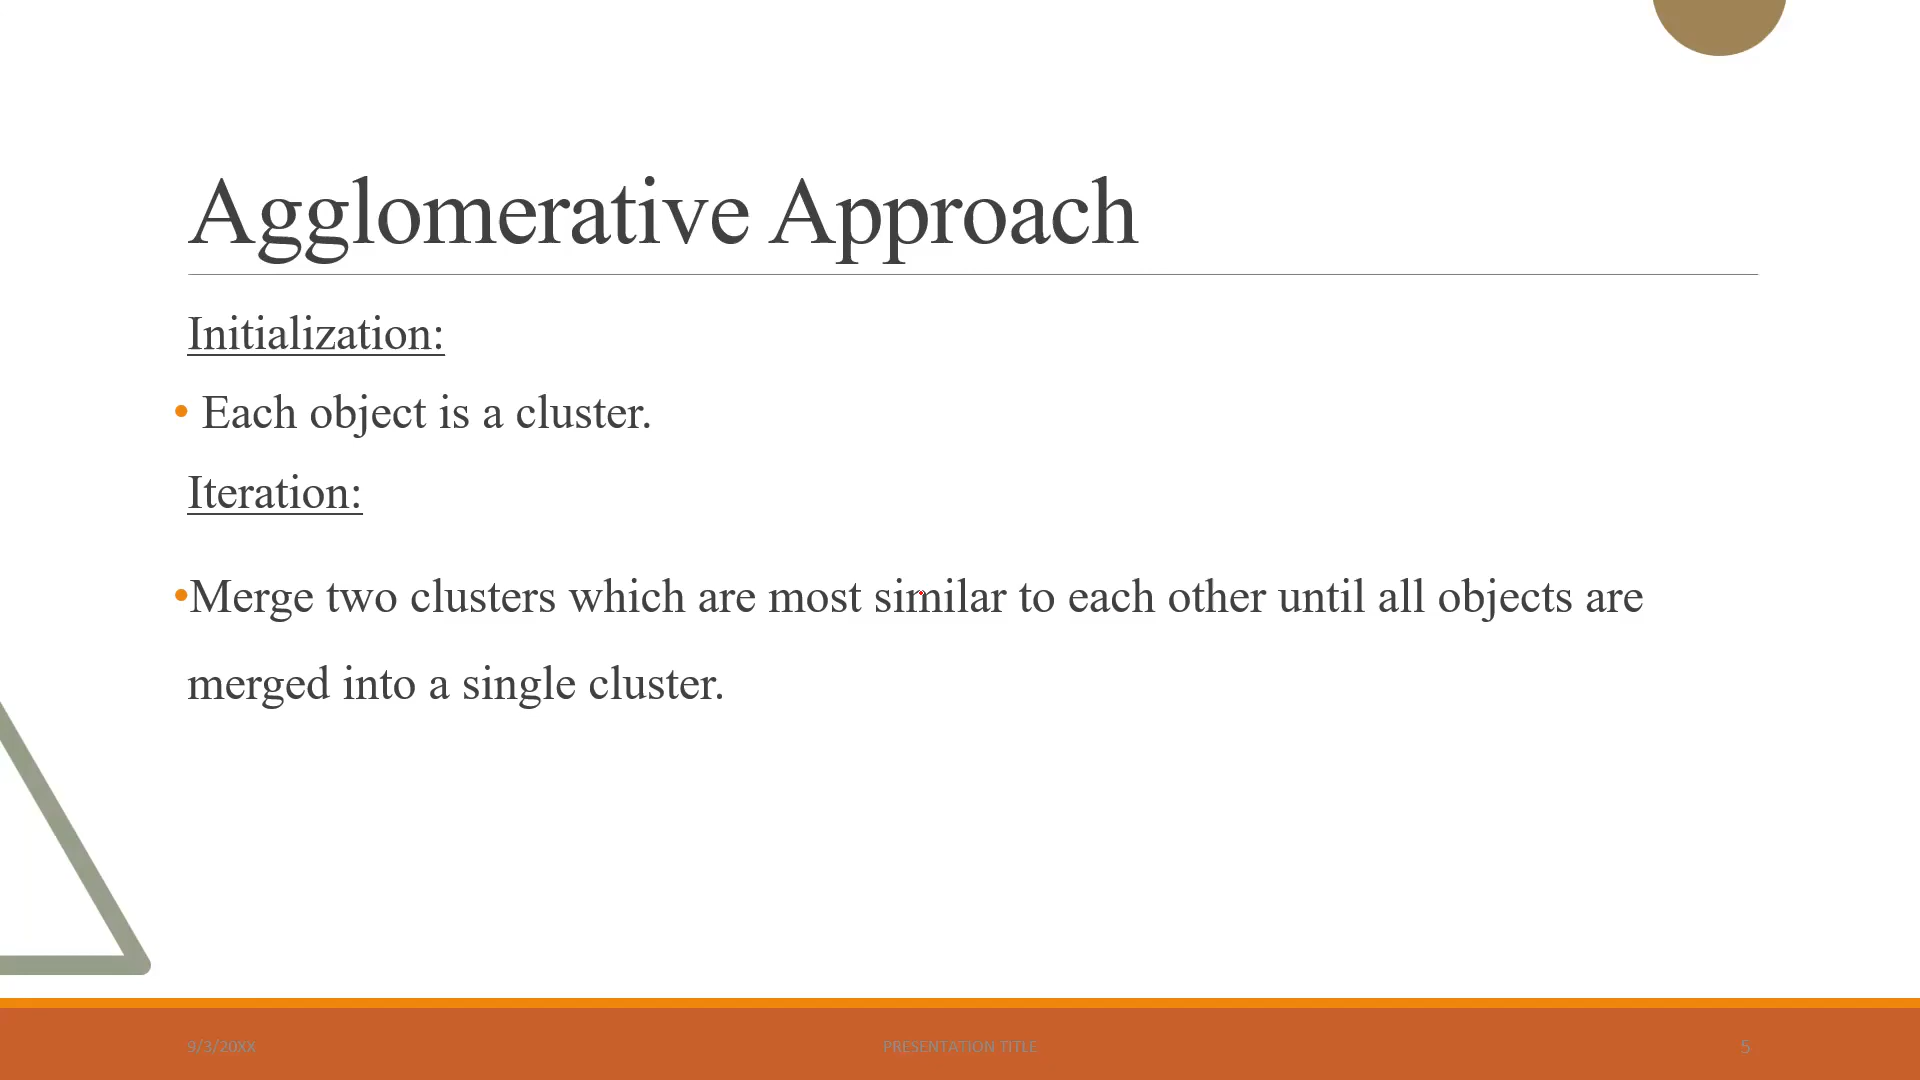 Agglomerative Approach
Initialization:
• Each object is a cluster.
Iteration:
•Merge two clusters which are most similar to each other until all objects are
merged into a single cluster.
9/3/20XX
PRESENTATION TITLE
5